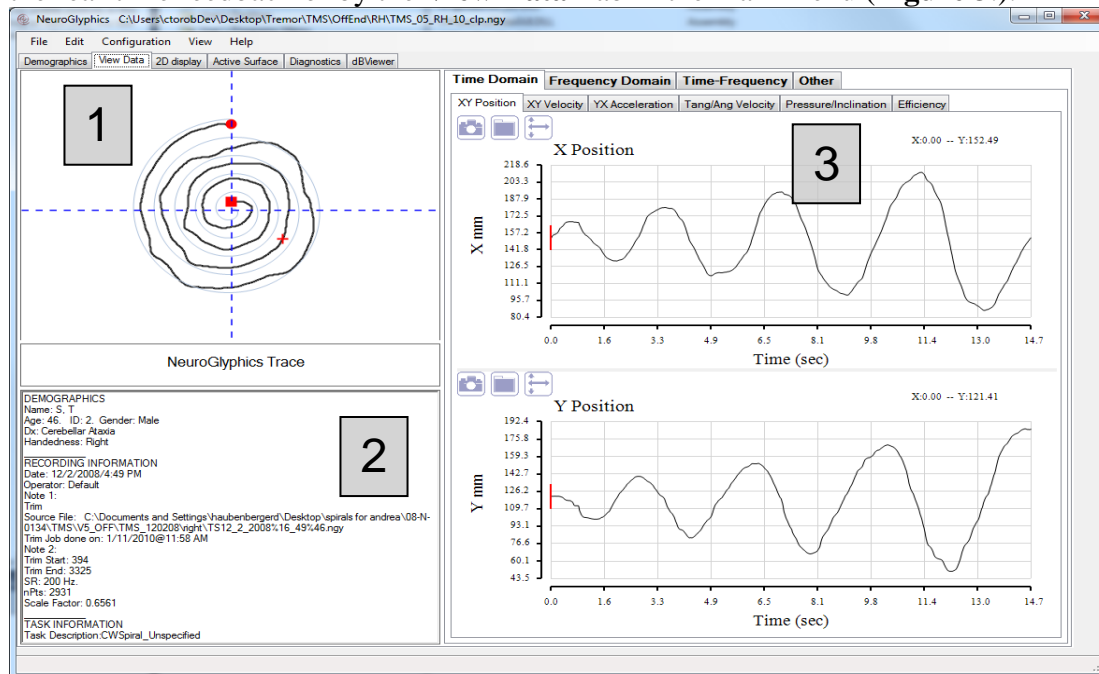 by the
NeuroGlyphics C:\Users\ctorobDev\Desktop\Tremor\TMS\OffEnd\RH\TMS_05_RH_10_clp.ngy
File Edit Configuration View Help
Demographics View Data 2D display Active Surface Diagnostics dBViewer
1
NeuroGlyphics Trace
DEMOGRAPHICS
Name: S, T
Age: 46. ID: 2. Gender: Male
Dx: Cerebellar Ataxia
Handedness: Right
RECORDING INFORMATION
Date: 12/2/2008/4:49 PM
Operator: Default
Note 1:
Trim
Source File: C:\Documents and Settings\haubenbergerd\Desktop\spirals for andrea\08-N-
0134\TMS\V5_OFF\TMS_120208\right\TS12_2_2008%16_49%46.ngy
Trim Job done on: 1/11/2010@11:58 AM
Note 2:
Trim Start: 394
Trim End: 3325
SR: 200 Hz.
nPts: 2931
Scale Factor: 0.6561
TASK INFORMATION
Task Description:CWSpiral_Unspecified
2
Time Domain Frequency Domain Time-Frequency Other
XY Position XY Velocity YX Acceleration Tang/Ang Velocity Pressure/Inclination Efficiency
X Position
3
X:0.00 -- Y:152.49
X mm
218.6
203.3
187.9
172.5
157.2
141.8
126.5
111.1
95.7
80.4
0.0 1.6 3.3 4.9 6.5 8.1 9.8 11.4 13.0 14.7
Time (sec)
Y Position
X:0.00 -- Y:121.41
Y mm
192.4
175.8
159.3
142.7
126.2
109.7
93.1
76.6
60.1
43.5
0.0 1.6 3.3 4.9 6.5 8.1 9.8 11.4 13.0 14.7
Time (sec)